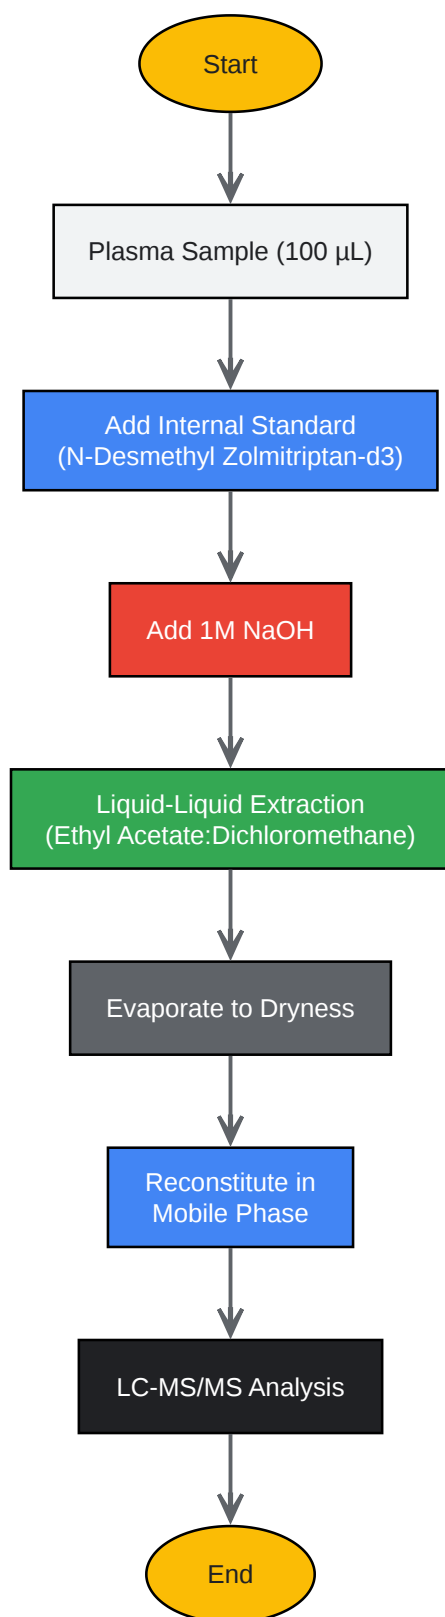 Start
Plasma Sample (100 µL)
Add Internal Standard
(N-Desmethyl Zolmitriptan-d3)
Add 1M NaOH
Liquid-Liquid Extraction
(Ethyl Acetate:Dichloromethane)
Evaporate to Dryness
Reconstitute in
Mobile Phase
LC-MS/MS Analysis
End